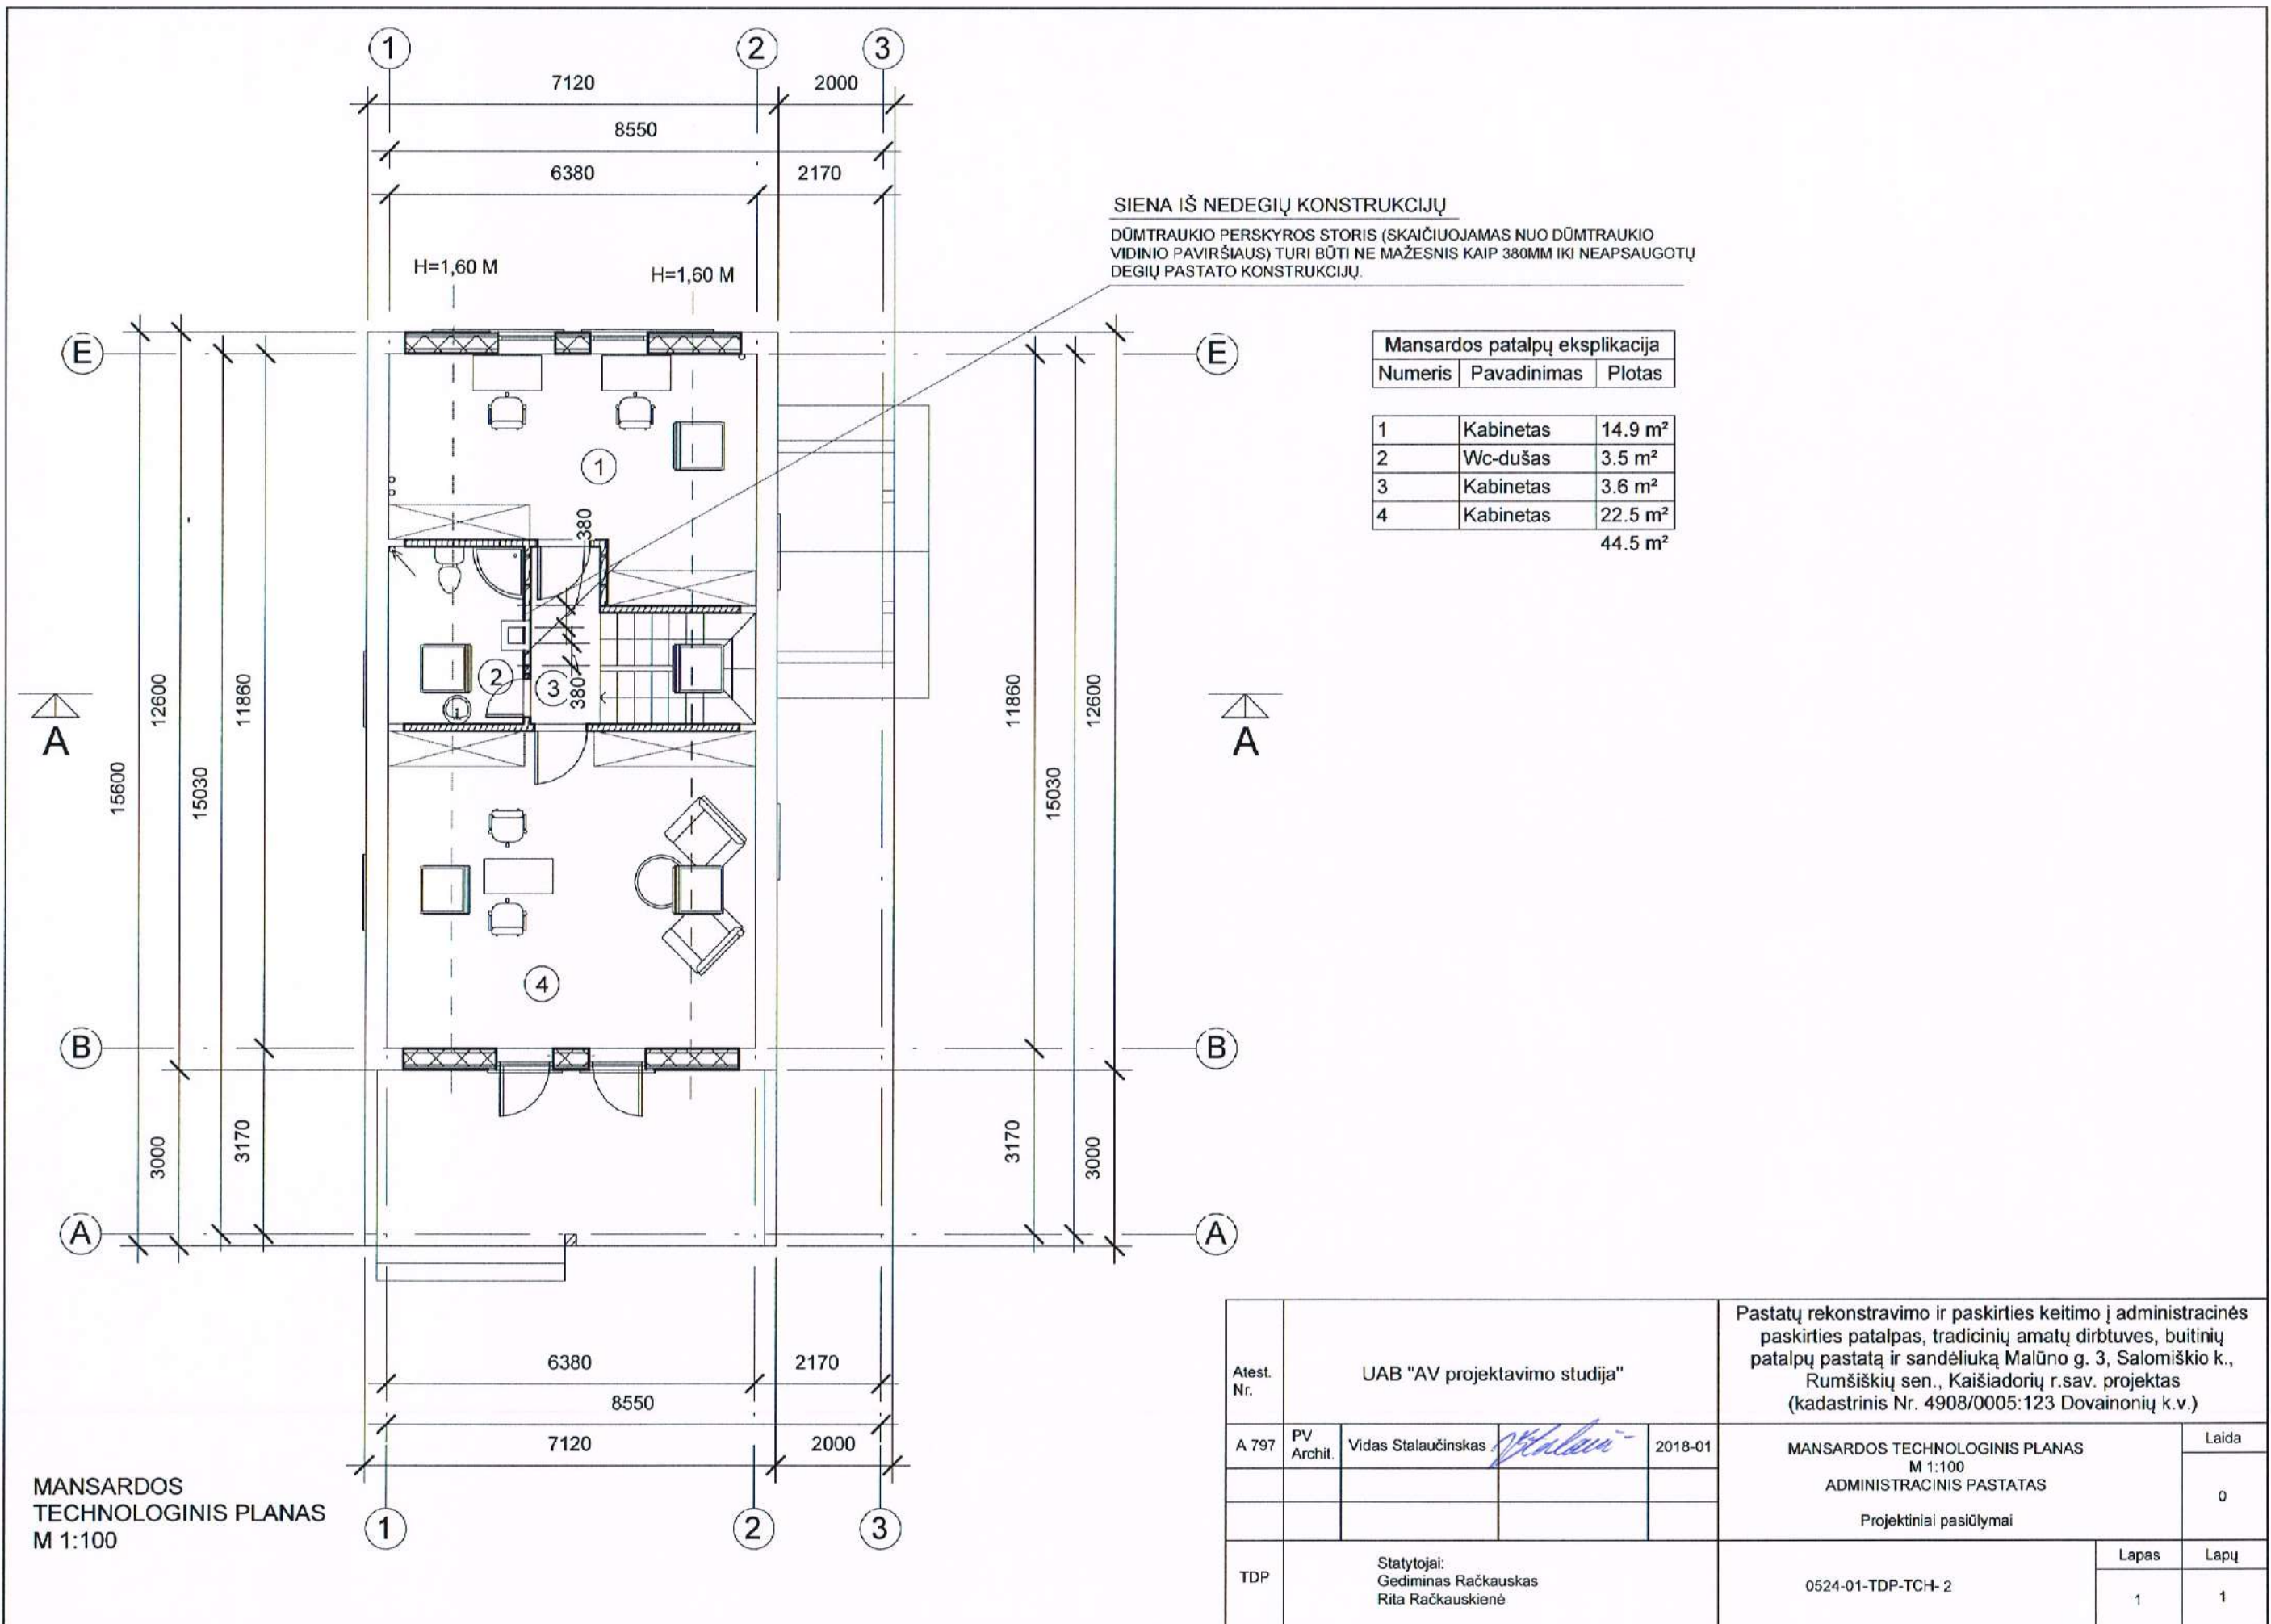 1
2
3
7120
2000
8550
6380
2170
SIENA IŠ NEDEGIŲ KONSTRUKCIJŲ
DŪMTRAUKIO PERSKYROS STORIS (SKAIČIUOJAMAS NUO DŪMTRAUKIO
VIDINIO PAVIRŠIAUS) TURI BŪTI NE MAŽESNIS KAIP 380MM IKI NEAPSAUGOTŲ
DEGIŲ PASTATO KONSTRUKCIJŲ.
H=1,60 M
H=1,60 M
E
E
Mansardos patalpų eksplikacija
Numeris Pavadinimas Plotas
1 Kabinetas 14.9 m²
2 Wc-dušas 3.5 m²
3 Kabinetas 3.6 m²
4 Kabinetas 22.5 m²
44.5 m²
1
380
2
3
380
4
15600
12600
15030
11860
11860
15030
12600
A
A
B
B
3000
3170
3170
3000
A
A
6380
2170
8550
7120
2000
1
2
3
MANSARDOS
TECHNOLOGINIS PLANAS
M 1:100
Atest.
Nr.
UAB "AV projektavimo studija"
Pastatų rekonstravimo ir paskirties keitimo į administracinės
paskirties patalpas, tradicinių amatų dirbtuves, buitinių
patalpų pastatą ir sandėliuką Malūno g. 3, Salomiškio k.,
Rumšiškių sen., Kaišiadorių r.sav. projektas
(kadastrinis Nr. 4908/0005:123 Dovainonių k.v.)
A 797
PV
Archit.
Vidas Stalaučinskas
2018-01
MANSARDOS TECHNOLOGINIS PLANAS
M 1:100
ADMINISTRACINIS PASTATAS
Projektiniai pasiūlymai
Laida
0
TDP
Statytojai:
Gediminas Račkauskas
Rita Račkauskienė
0524-01-TDP-TCH- 2
Lapas
Lapų
1
1